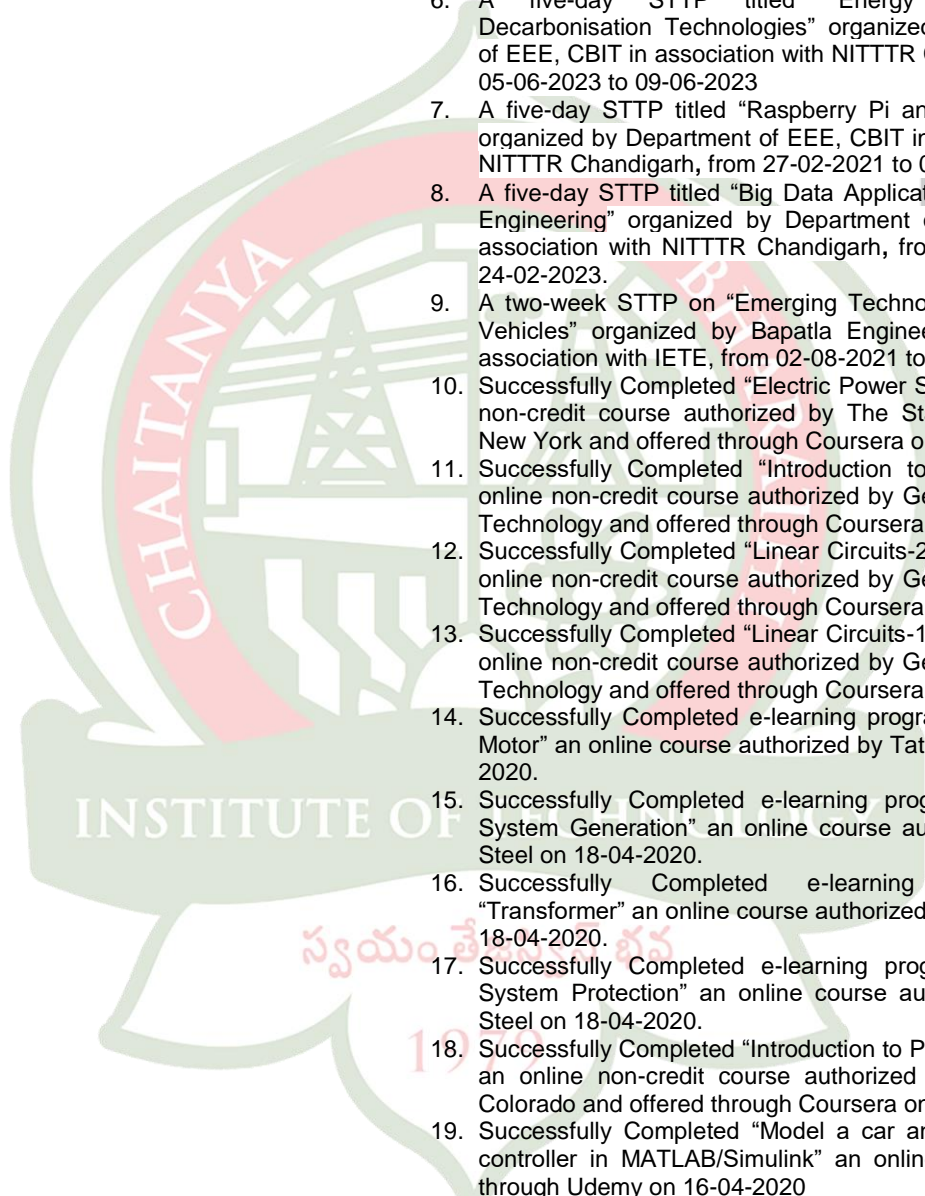 6. A five-day STTP titled “Energy
Decarbonisation Technologies” organized
of EEE, CBIT in association with NITTTR
05-06-2023 to 09-06-2023
7. A five-day STTP titled “Raspberry Pi an
organized by Department of EEE, CBIT in
NITTTR Chandigarh, from 27-02-2021 to 0
8. A five-day STTP titled “Big Data Applicat
Engineering” organized by Department
association with NITTTR Chandigarh, fro
24-02-2023.
9. A two-week STTP on “Emerging Techno
Vehicles” organized by Bapatla Enginee
association with IETE, from 02-08-2021 to
10. Successfully Completed “Electric Power S
non-credit course authorized by The St
New York and offered through Coursera o
11. Successfully Completed “Introduction to
online non-credit course authorized by Ge
Technology and offered through Coursera
12. Successfully Completed “Linear Circuits-2
online non-credit course authorized by Ge
Technology and offered through Coursera
13. Successfully Completed “Linear Circuits-1
online non-credit course authorized by Ge
Technology and offered through Coursera
14. Successfully Completed e-learning progra
Motor” an online course authorized by Tat
2020.
15. Successfully Completed e-learning prog
System Generation” an online course au
Steel on 18-04-2020.
16. Successfully Completed e-learning
“Transformer” an online course authorized
18-04-2020.
17. Successfully Completed e-learning prog
System Protection” an online course au
Steel on 18-04-2020.
18. Successfully Completed “Introduction to P
an online non-credit course authorized
Colorado and offered through Coursera or
19. Successfully Completed “Model a car an
controller in MATLAB/Simulink” an onlin
through Udemy on 16-04-2020
CHAITANYA BHARATHI
INSTITUTE OF TECHNOLOGY
స్వయం తేజస్విన్ భవ
1979